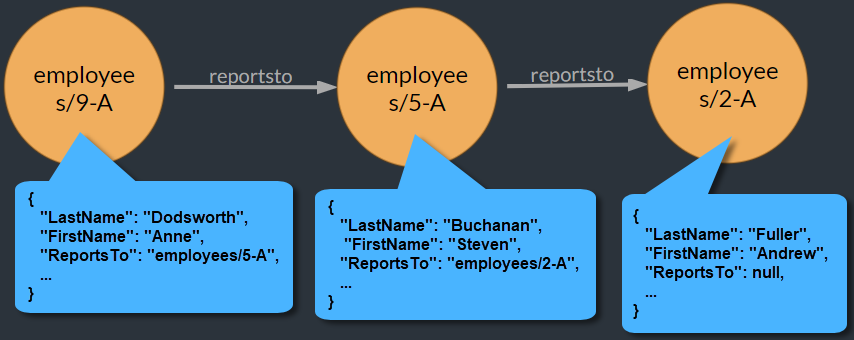 employee
s/9-A
reportsto
employee
s/5-A
reportsto
employee
s/2-A
{
"LastName": "Dodsworth",
"FirstName": "Anne",
"ReportsTo": "employees/5-A",
...
}
{
"LastName": "Buchanan",
"FirstName": "Steven",
"ReportsTo": "employees/2-A",
...
}
{
"LastName": "Fuller",
"FirstName": "Andrew",
"ReportsTo": null,
...
}